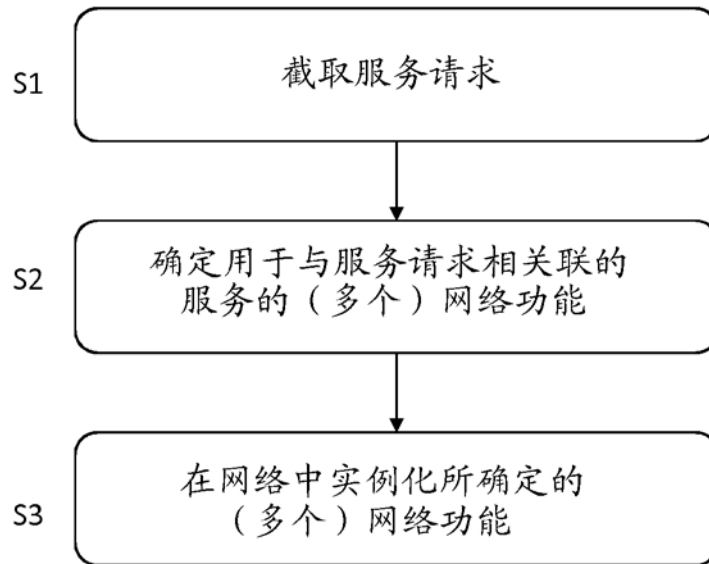 S1
截取服务请求
S2
确定用于与服务请求相关联的
服务的（多个）网络功能
S3
在网络中实例化所确定的
（多个）网络功能